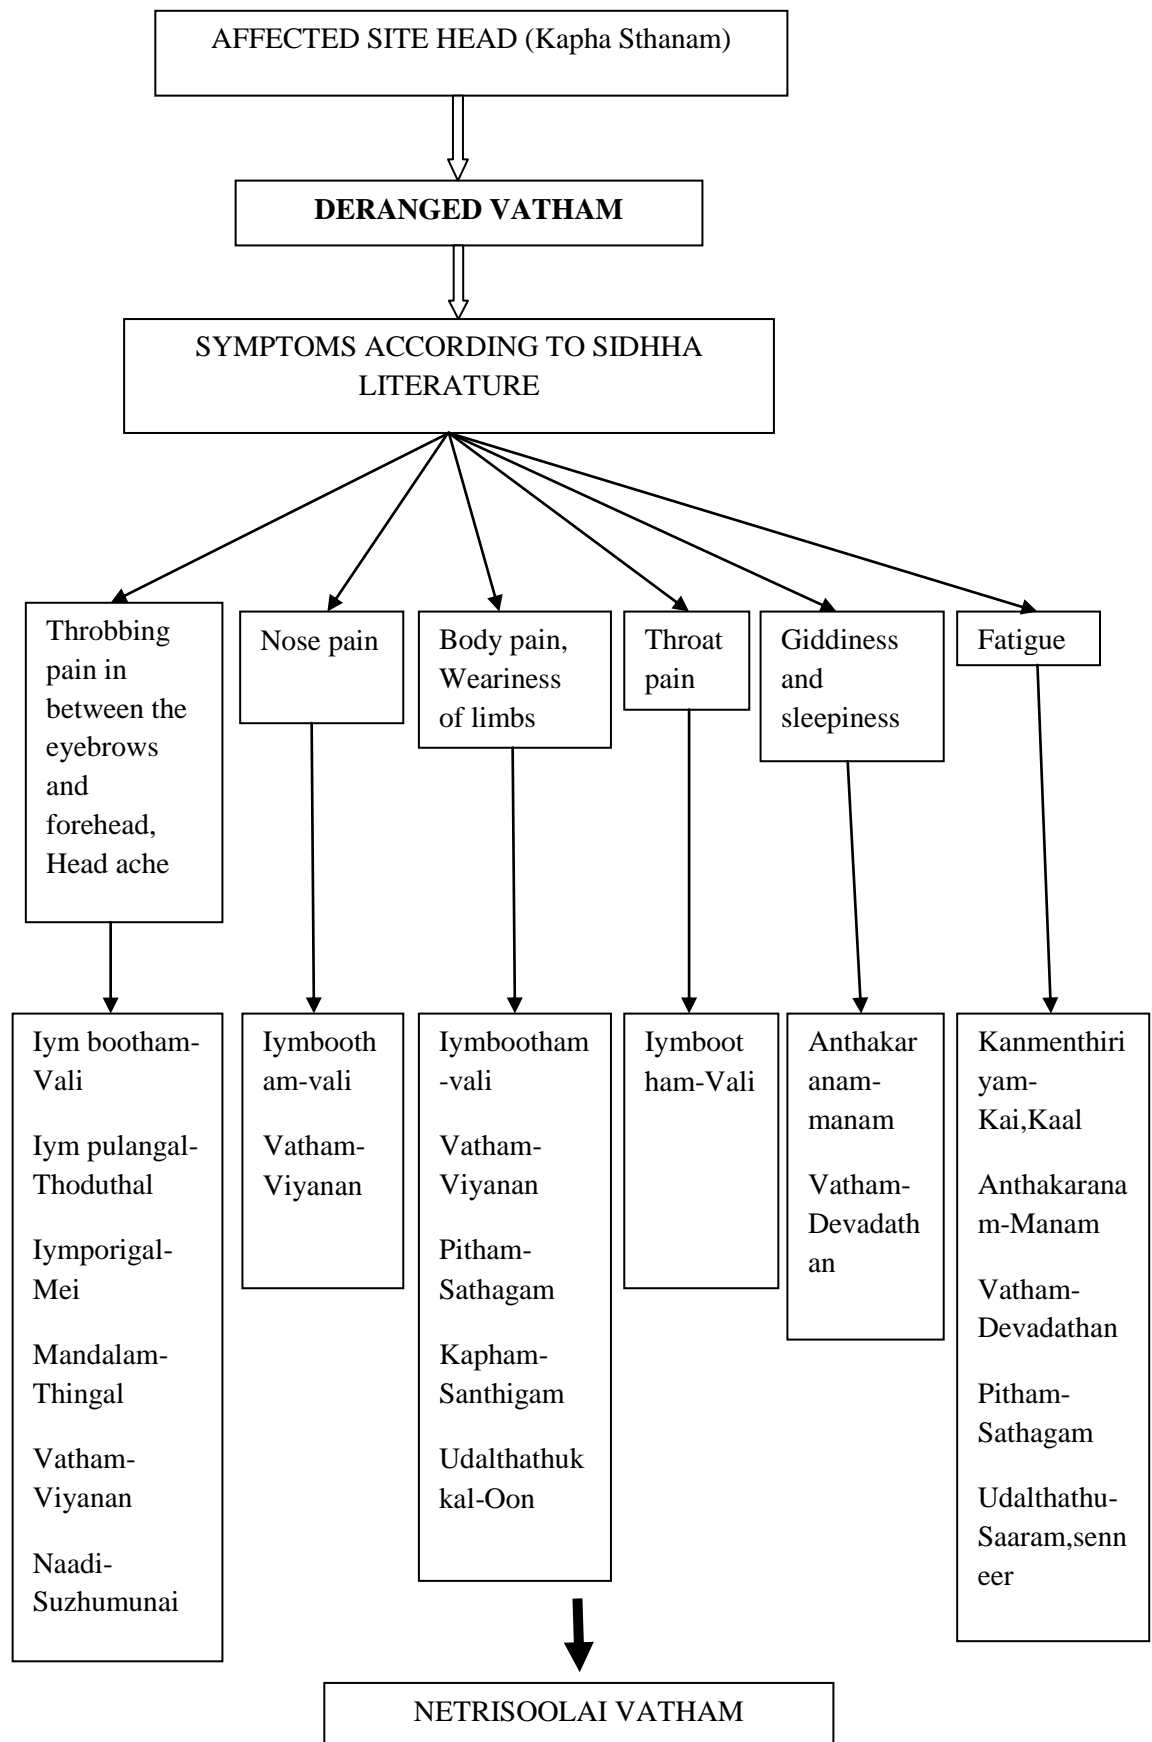 AFFECTED SITE HEAD (Kapha Sthanam)
DERANGED VATHAM
SYMPTOMS ACCORDING TO SIDHHA
LITERATURE
Throbbing
pain in
between the
eyebrows
and
forehead,
Head ache
Nose pain
Body pain,
Weariness
of limbs
Throat
pain
Giddiness
and
sleepiness
Fatigue
Iym bootham-
Vali
Iym pulangal-
Thoduthal
Iymporigal-
Mei
Mandalam-
Thingal
Vatham-
Viyanan
Naadi-
Suzhumunai
Iymbooth
am-vali
Vatham-
Viyanan
Iymbootham
-vali
Vatham-
Viyanan
Pitham-
Sathagam
Kapham-
Santhigam
Udalthathuk
kal-Oon
Iymboot
ham-Vali
Anthakar
anam-
manam
Vatham-
Devadath
an
Kanmenthiri
yam-
Kai,Kaal
Anthakarana
m-Manam
Vatham-
Devadathan
Pitham-
Sathagam
Udalthathu-
Saaram,senn
eer
NETRISOOLAI VATHAM